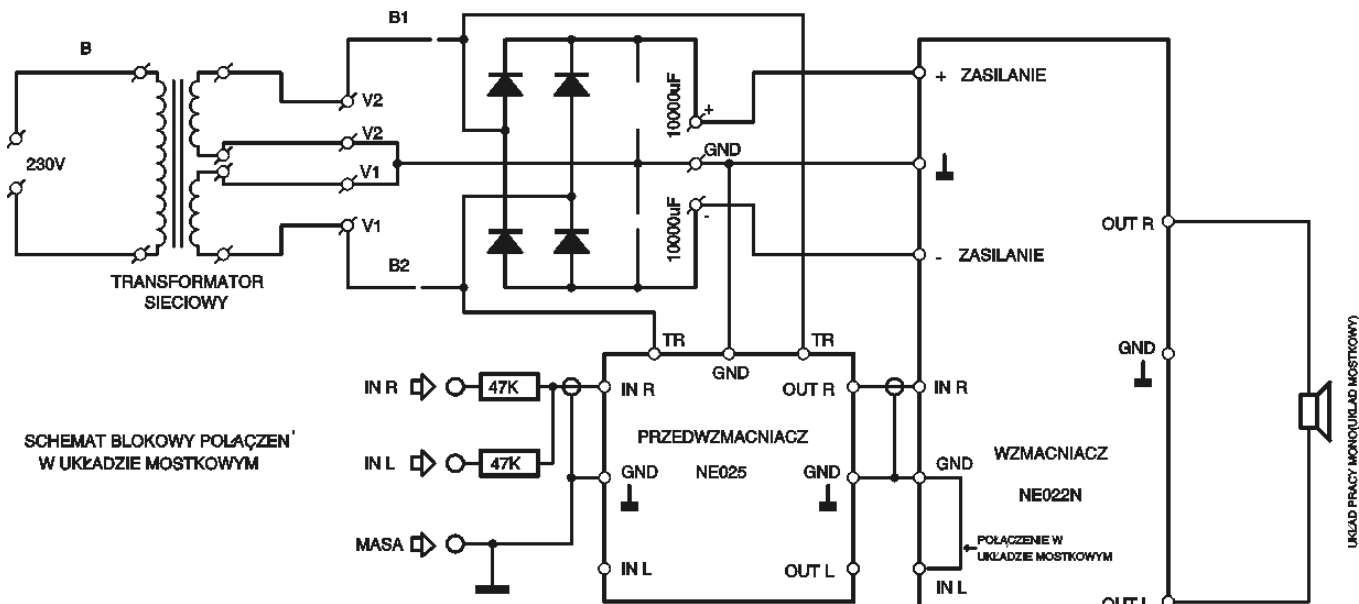 B1
B
V2
V2
230V
V1
V1
B2
TRANSFORMATOR
SIECIOWY
10000uF
+
GND
10000uF
-
+ ZASILANIE
OUT R
- ZASILANIE
GND
TR
GND
TR
IN R
47K
IN R
OUT R
IN R
SCHEMAT BLOKOWY POŁĄCZEŃ
W UKŁADZIE MOSTKOWYM
IN L
47K
PRZEDWZMACNIACZ
NE025
GND
GND
GND
WZMACNIACZ
NE022N
MASA
POŁĄCZENIE W
UKŁADZIE MOSTKOWYM
IN L
OUT L
IN L
OUT L
UKŁAD PRACY MONO(UKŁAD MOSTKOWY)